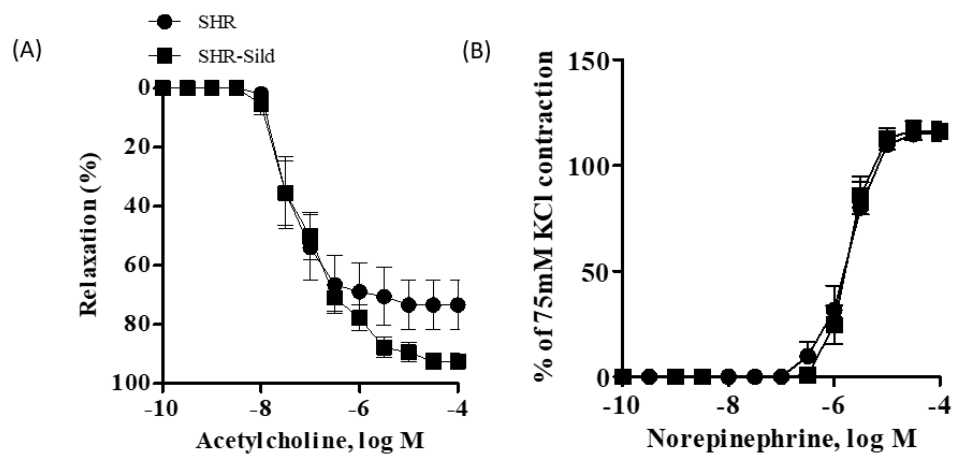 SHR
(A)
SHR-Sild
(B)
0
20
40
60
80
100
Relaxation (%)
-10
-8
-6
-4
Acetylcholine, log M
150
100
50
0
% of 75mM KCl contraction
-10
-8
-6
-4
Norepinephrine, log M